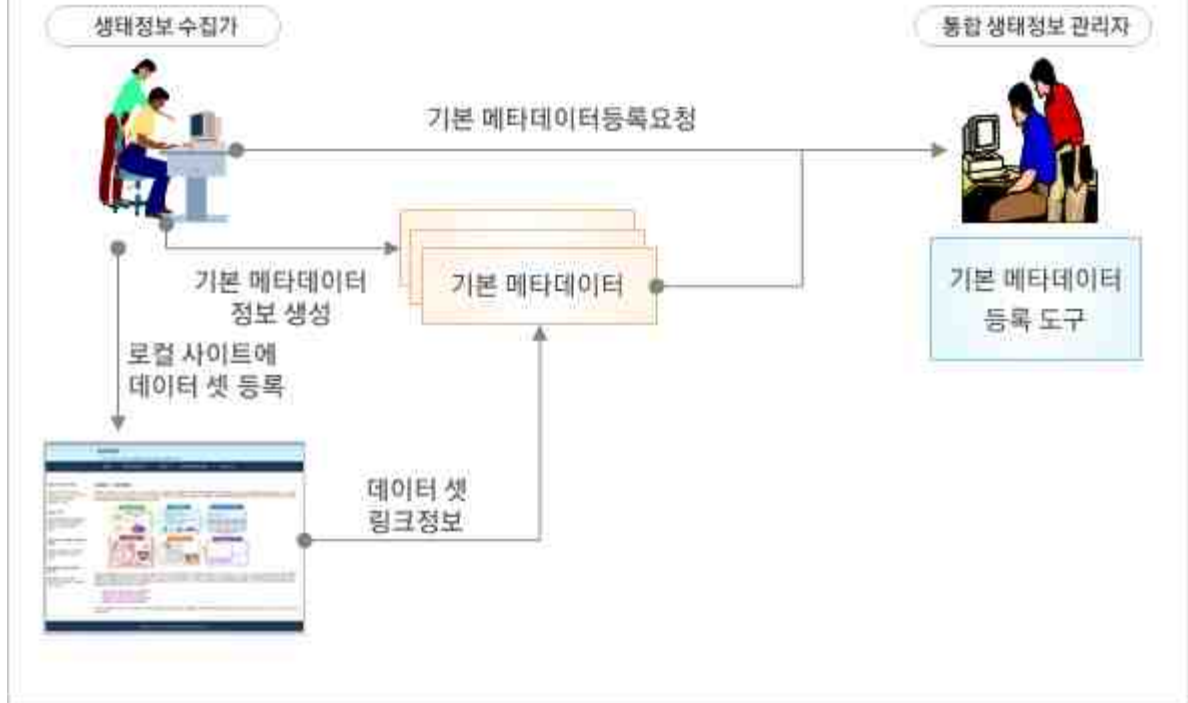 생태정보 수집가
통합 생태정보 관리자
기본 메타데이터등록요청
기본 메타데이터
정보 생성
기본 메타데이터
기본 메타데이터
등록 도구
로컬 사이트에
데이터 셋 등록
데이터 셋
링크정보